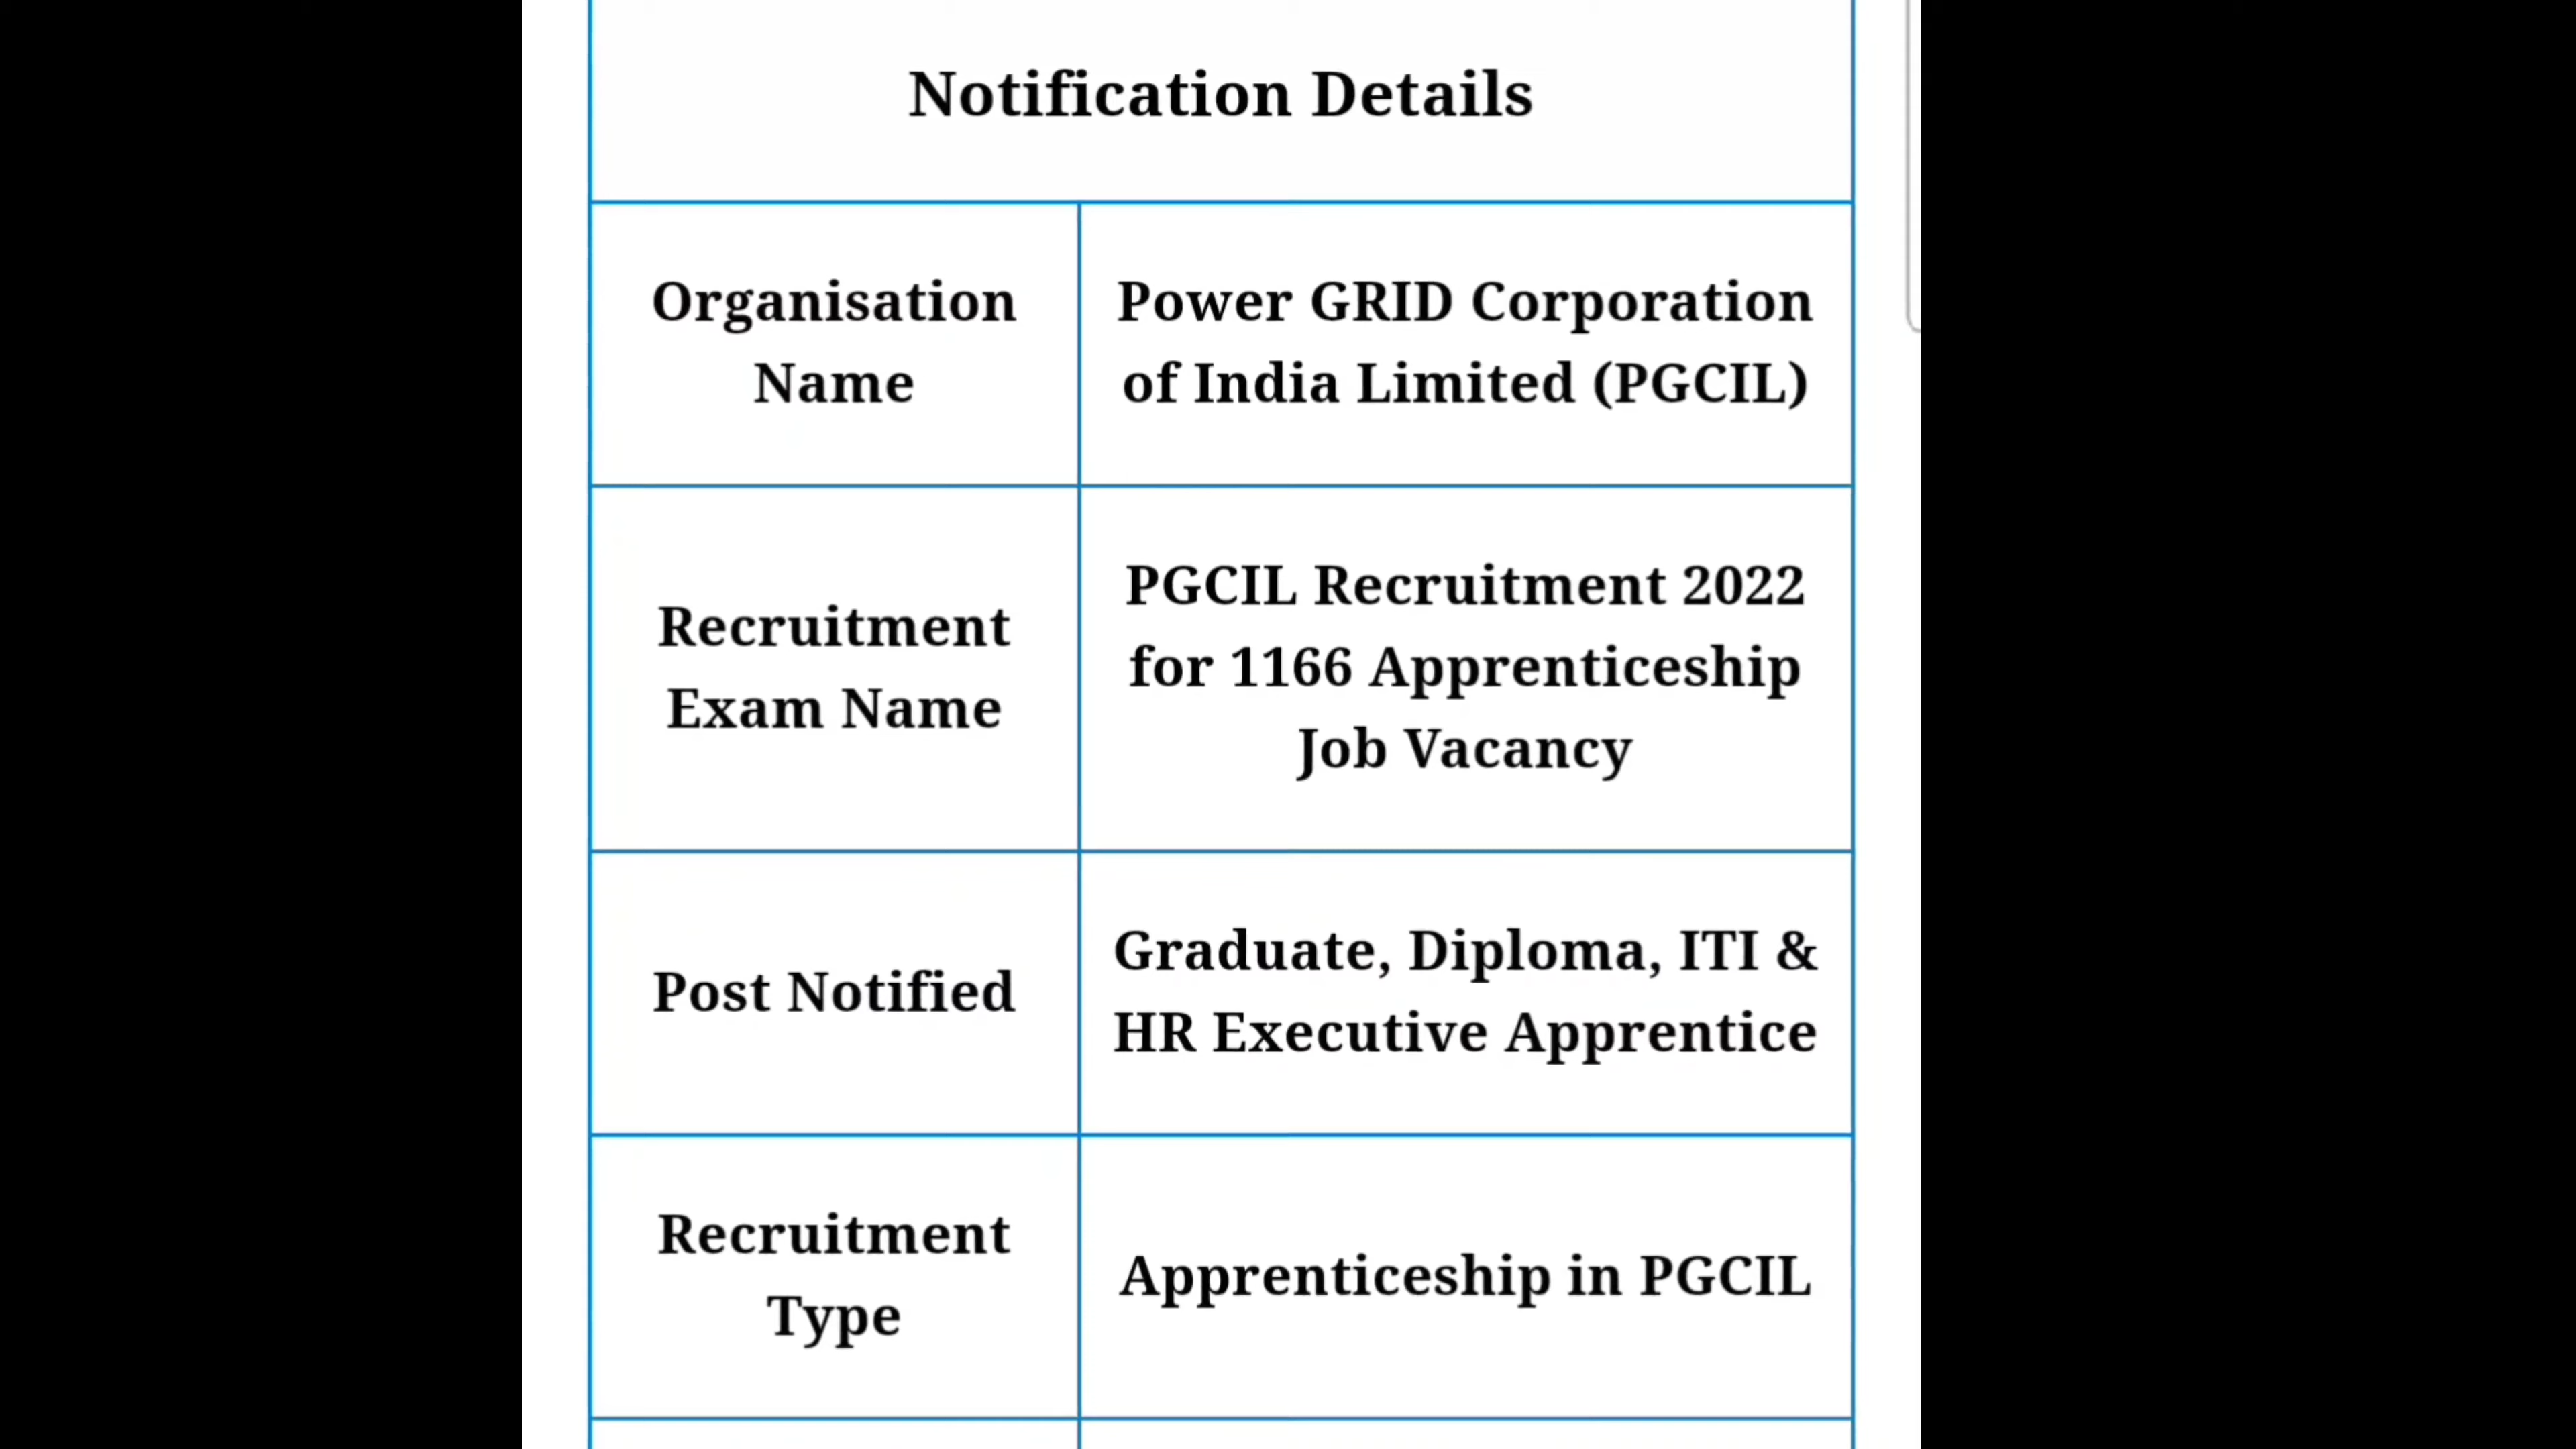 Notification Details
Organisation
Name
Power GRID Corporation
of India Limited (PGCIL)
Recruitment
Exam Name
PGCIL Recruitment 2022
for 1166 Apprenticeship
Job Vacancy
Post Notified
Graduate, Diploma, ITI &
HR Executive Apprentice
Recruitment
Type
Apprenticeship in PGCIL